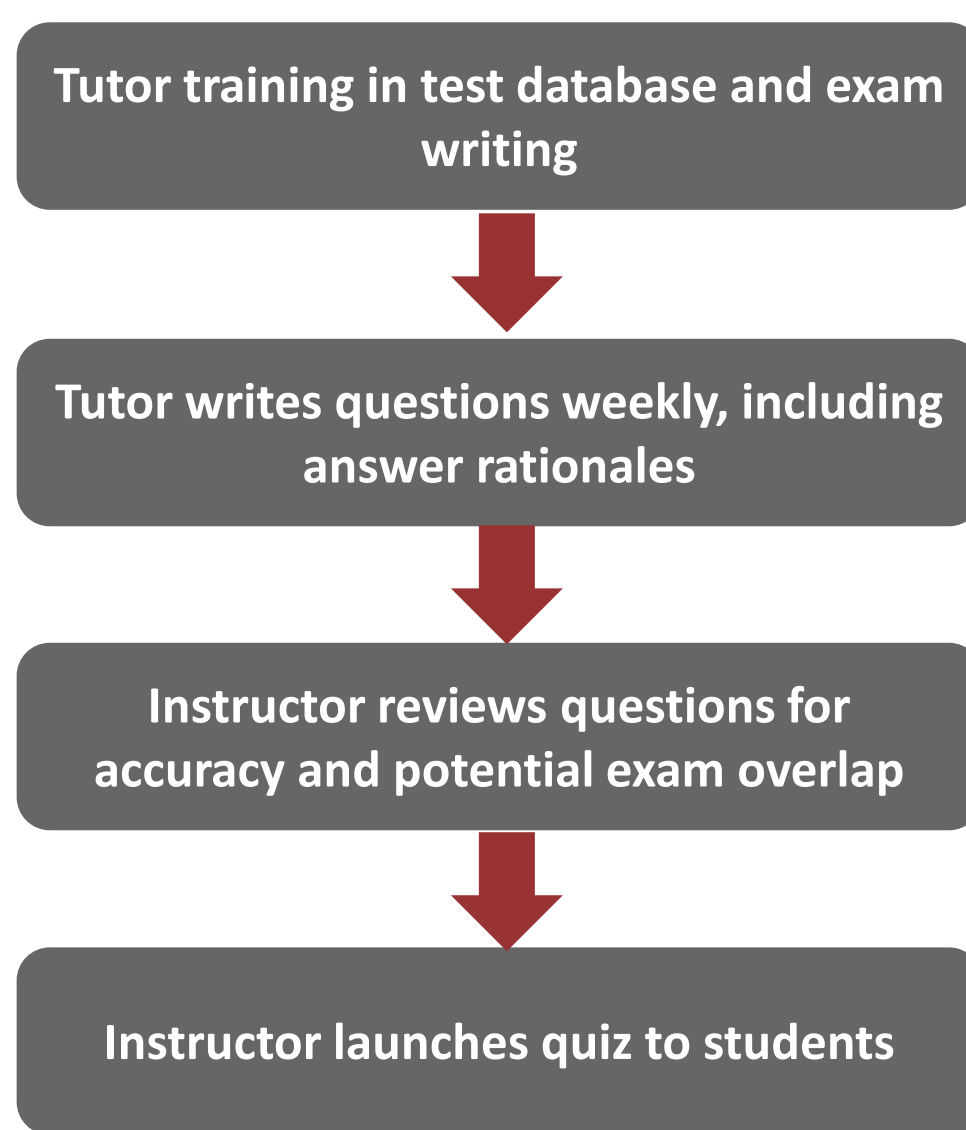 Tutor training in test database and exam
writing
Tutor writes questions weekly, including
answer rationales
Instructor reviews questions for
accuracy and potential exam overlap
Instructor launches quiz to students